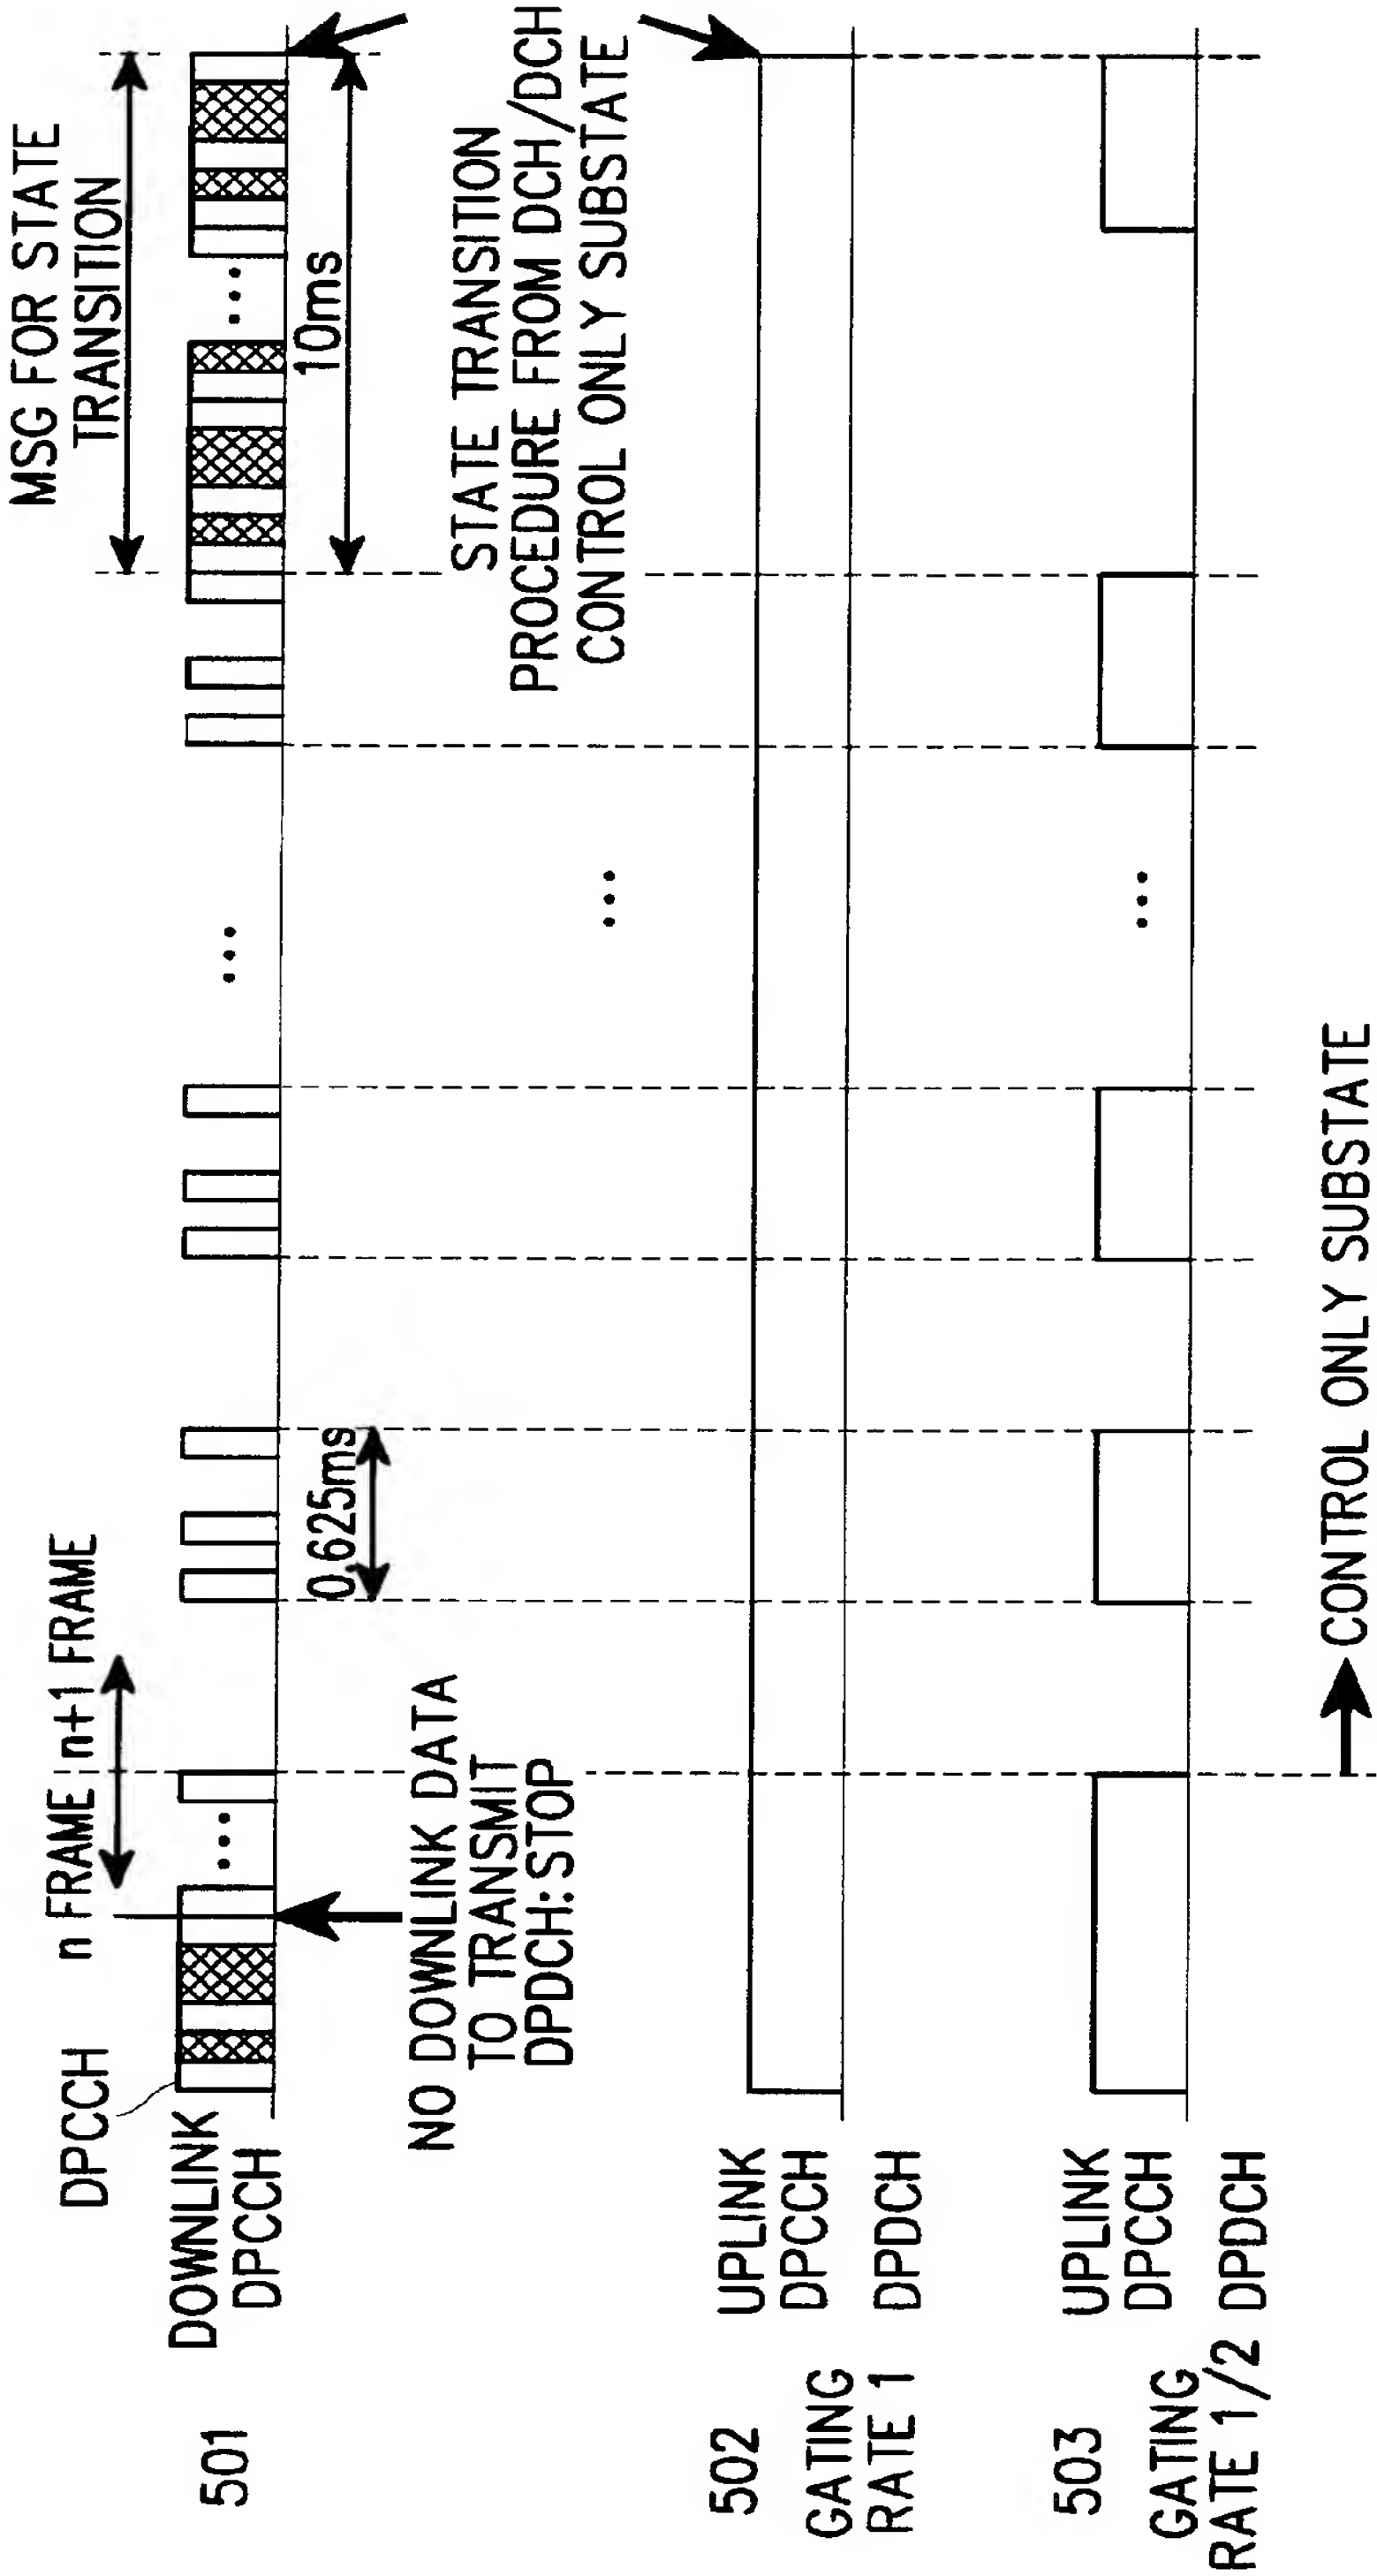 DPCCH
n FRAME
n+1 FRAME
MSG FOR STATE
TRANSITION
501
DOWNLINK
DPCCH
...
...
...
0.625ms
10ms
NO DOWNLINK DATA
TO TRANSMIT
DPDCH:STOP
STATE TRANSITION
PROCEDURE FROM DCH/DCH
CONTROL ONLY SUBSTATE
...
502
UPLINK
DPCCH
GATING
RATE 1
DPDCH
503
UPLINK
DPCCH
...
GATING
RATE 1/2 DPDCH
CONTROL ONLY SUBSTATE